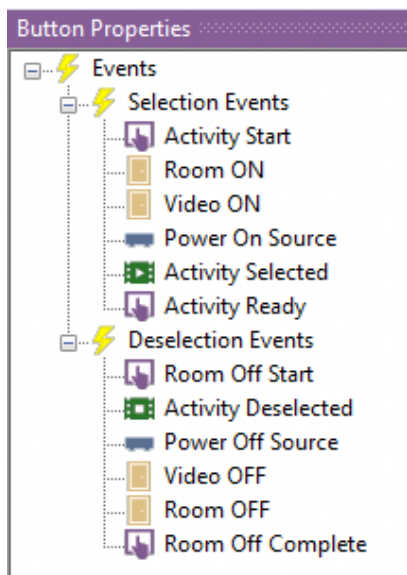 Button Properties
Events
Selection Events
Activity Start
Room ON
Video ON
Power On Source
Activity Selected
Activity Ready
Deselection Events
Room Off Start
Activity Deselected
Power Off Source
Video OFF
Room OFF
Room Off Complete